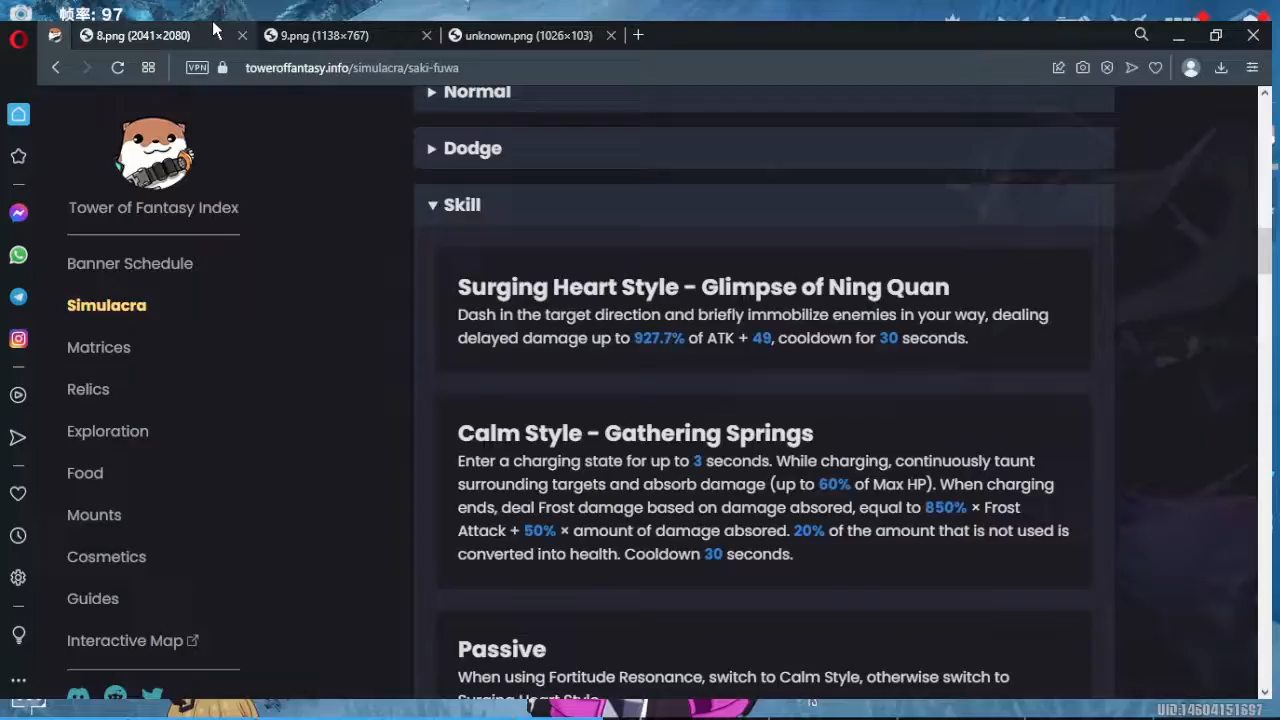 帧率: 97
8.png (2041×2080)
9.png (1138×767)
unknown.png (1026×103)
VPN
toweroffantasy.info/simulacra/saki-fuwa
Tower of Fantasy Index
Banner Schedule
Simulacra
Matrices
Relics
Exploration
Food
Mounts
Cosmetics
Guides
Interactive Map
Normal
Dodge
Skill
Surging Heart Style - Glimpse of Ning Quan
Dash in the target direction and briefly immobilize enemies in your way, dealing
delayed damage up to 927.7% of ATK + 49, cooldown for 30 seconds.
Calm Style - Gathering Springs
Enter a charging state for up to 3 seconds. While charging, continuously taunt
surrounding targets and absorb damage (up to 60% of Max HP). When charging
ends, deal Frost damage based on damage absored, equal to 850% × Frost
Attack + 50% × amount of damage absored. 20% of the amount that is not used is
converted into health. Cooldown 30 seconds.
Passive
When using Fortitude Resonance, switch to Calm Style, otherwise switch to
Surging Heart Style.
UID:14604151697